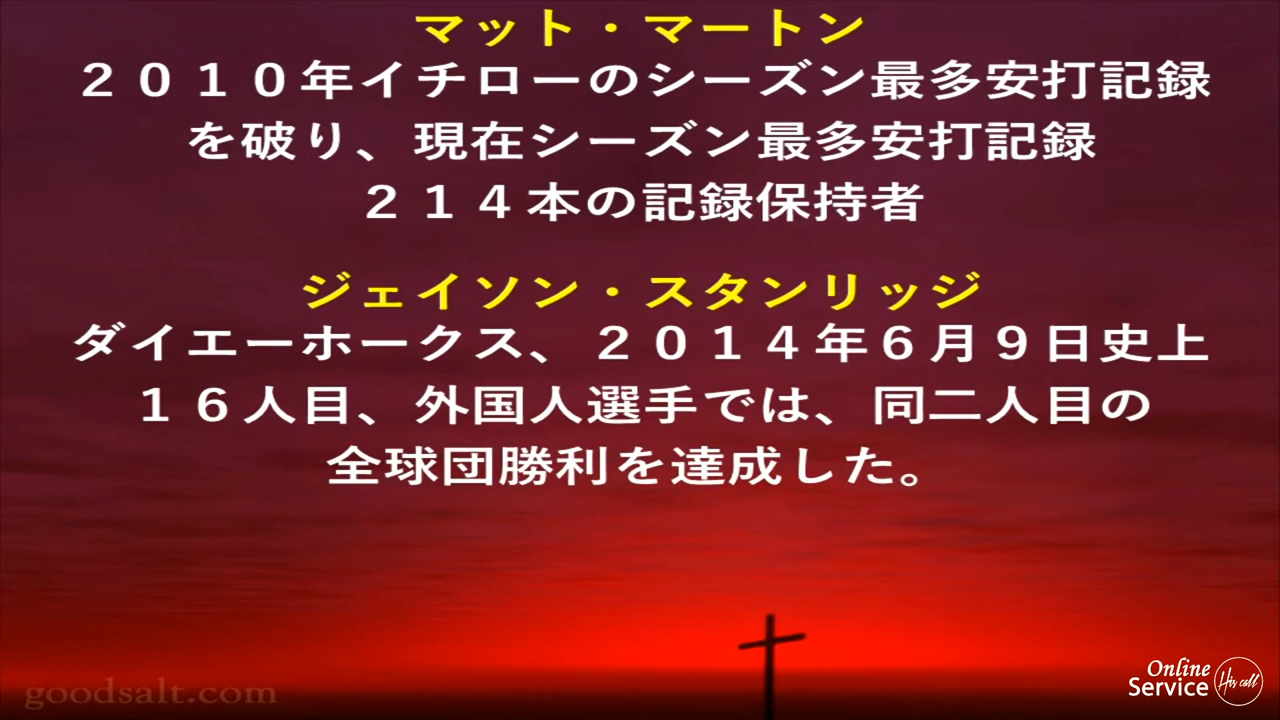 マット・マートン
２０１０年イチローのシーズン最多安打記録
を破り、現在シーズン最多安打記録
２１４本の記録保持者
ジェイソン・スタンリッジ
ダイエーホークス、２０１４年６月９日史上
１６人目、外国人選手では、同二人目の
全球団勝利を達成した。
goodsalt.com
Online
Service
His call